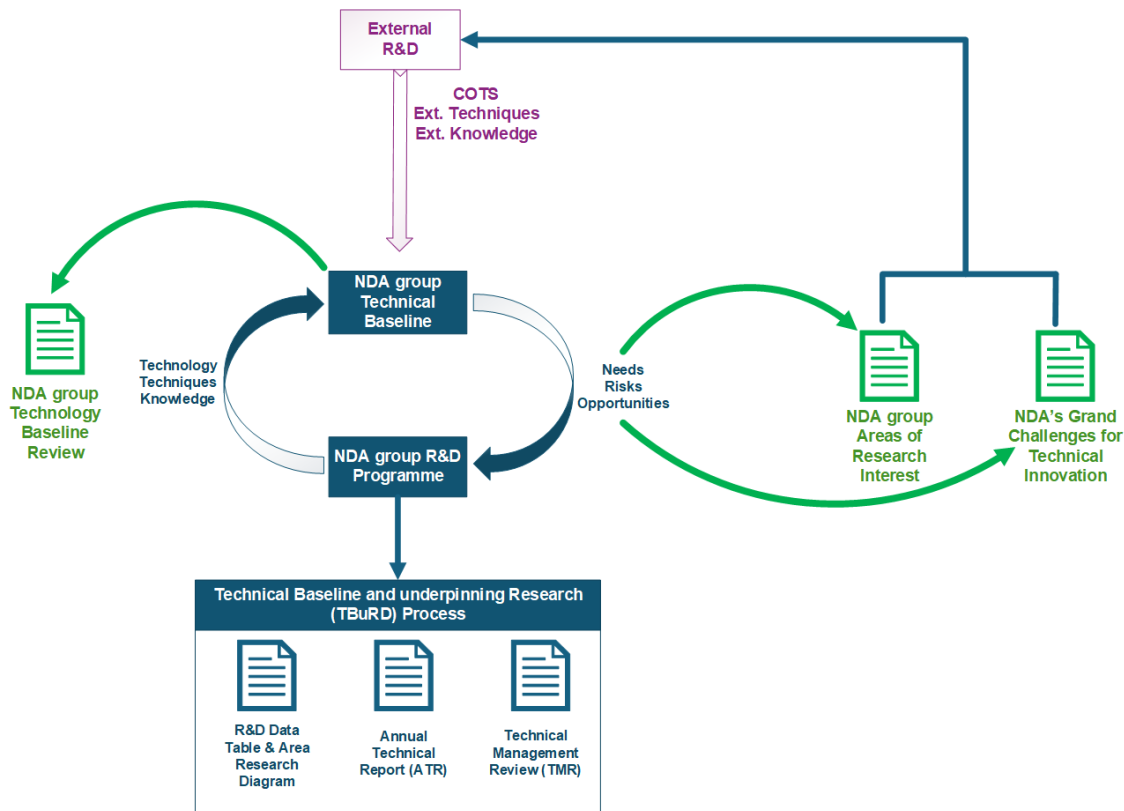 External
R&D
COTS
Ext. Techniques
Ext. Knowledge
NDA group
Technical
Baseline
NDA group
Technology
Baseline
Review
Technology
Techniques
Knowledge
Needs
Risks
Opportunities
NDA group
Areas of
Research
Interest
NDA's Grand
Challenges for
Technical
Innovation
NDA group R&D
Programme
Technical Baseline and underpinning Research
(TBuRD) Process
R&D Data
Table & Area
Research
Diagram
Annual
Technical
Report (ATR)
Technical
Management
Review (TMR)